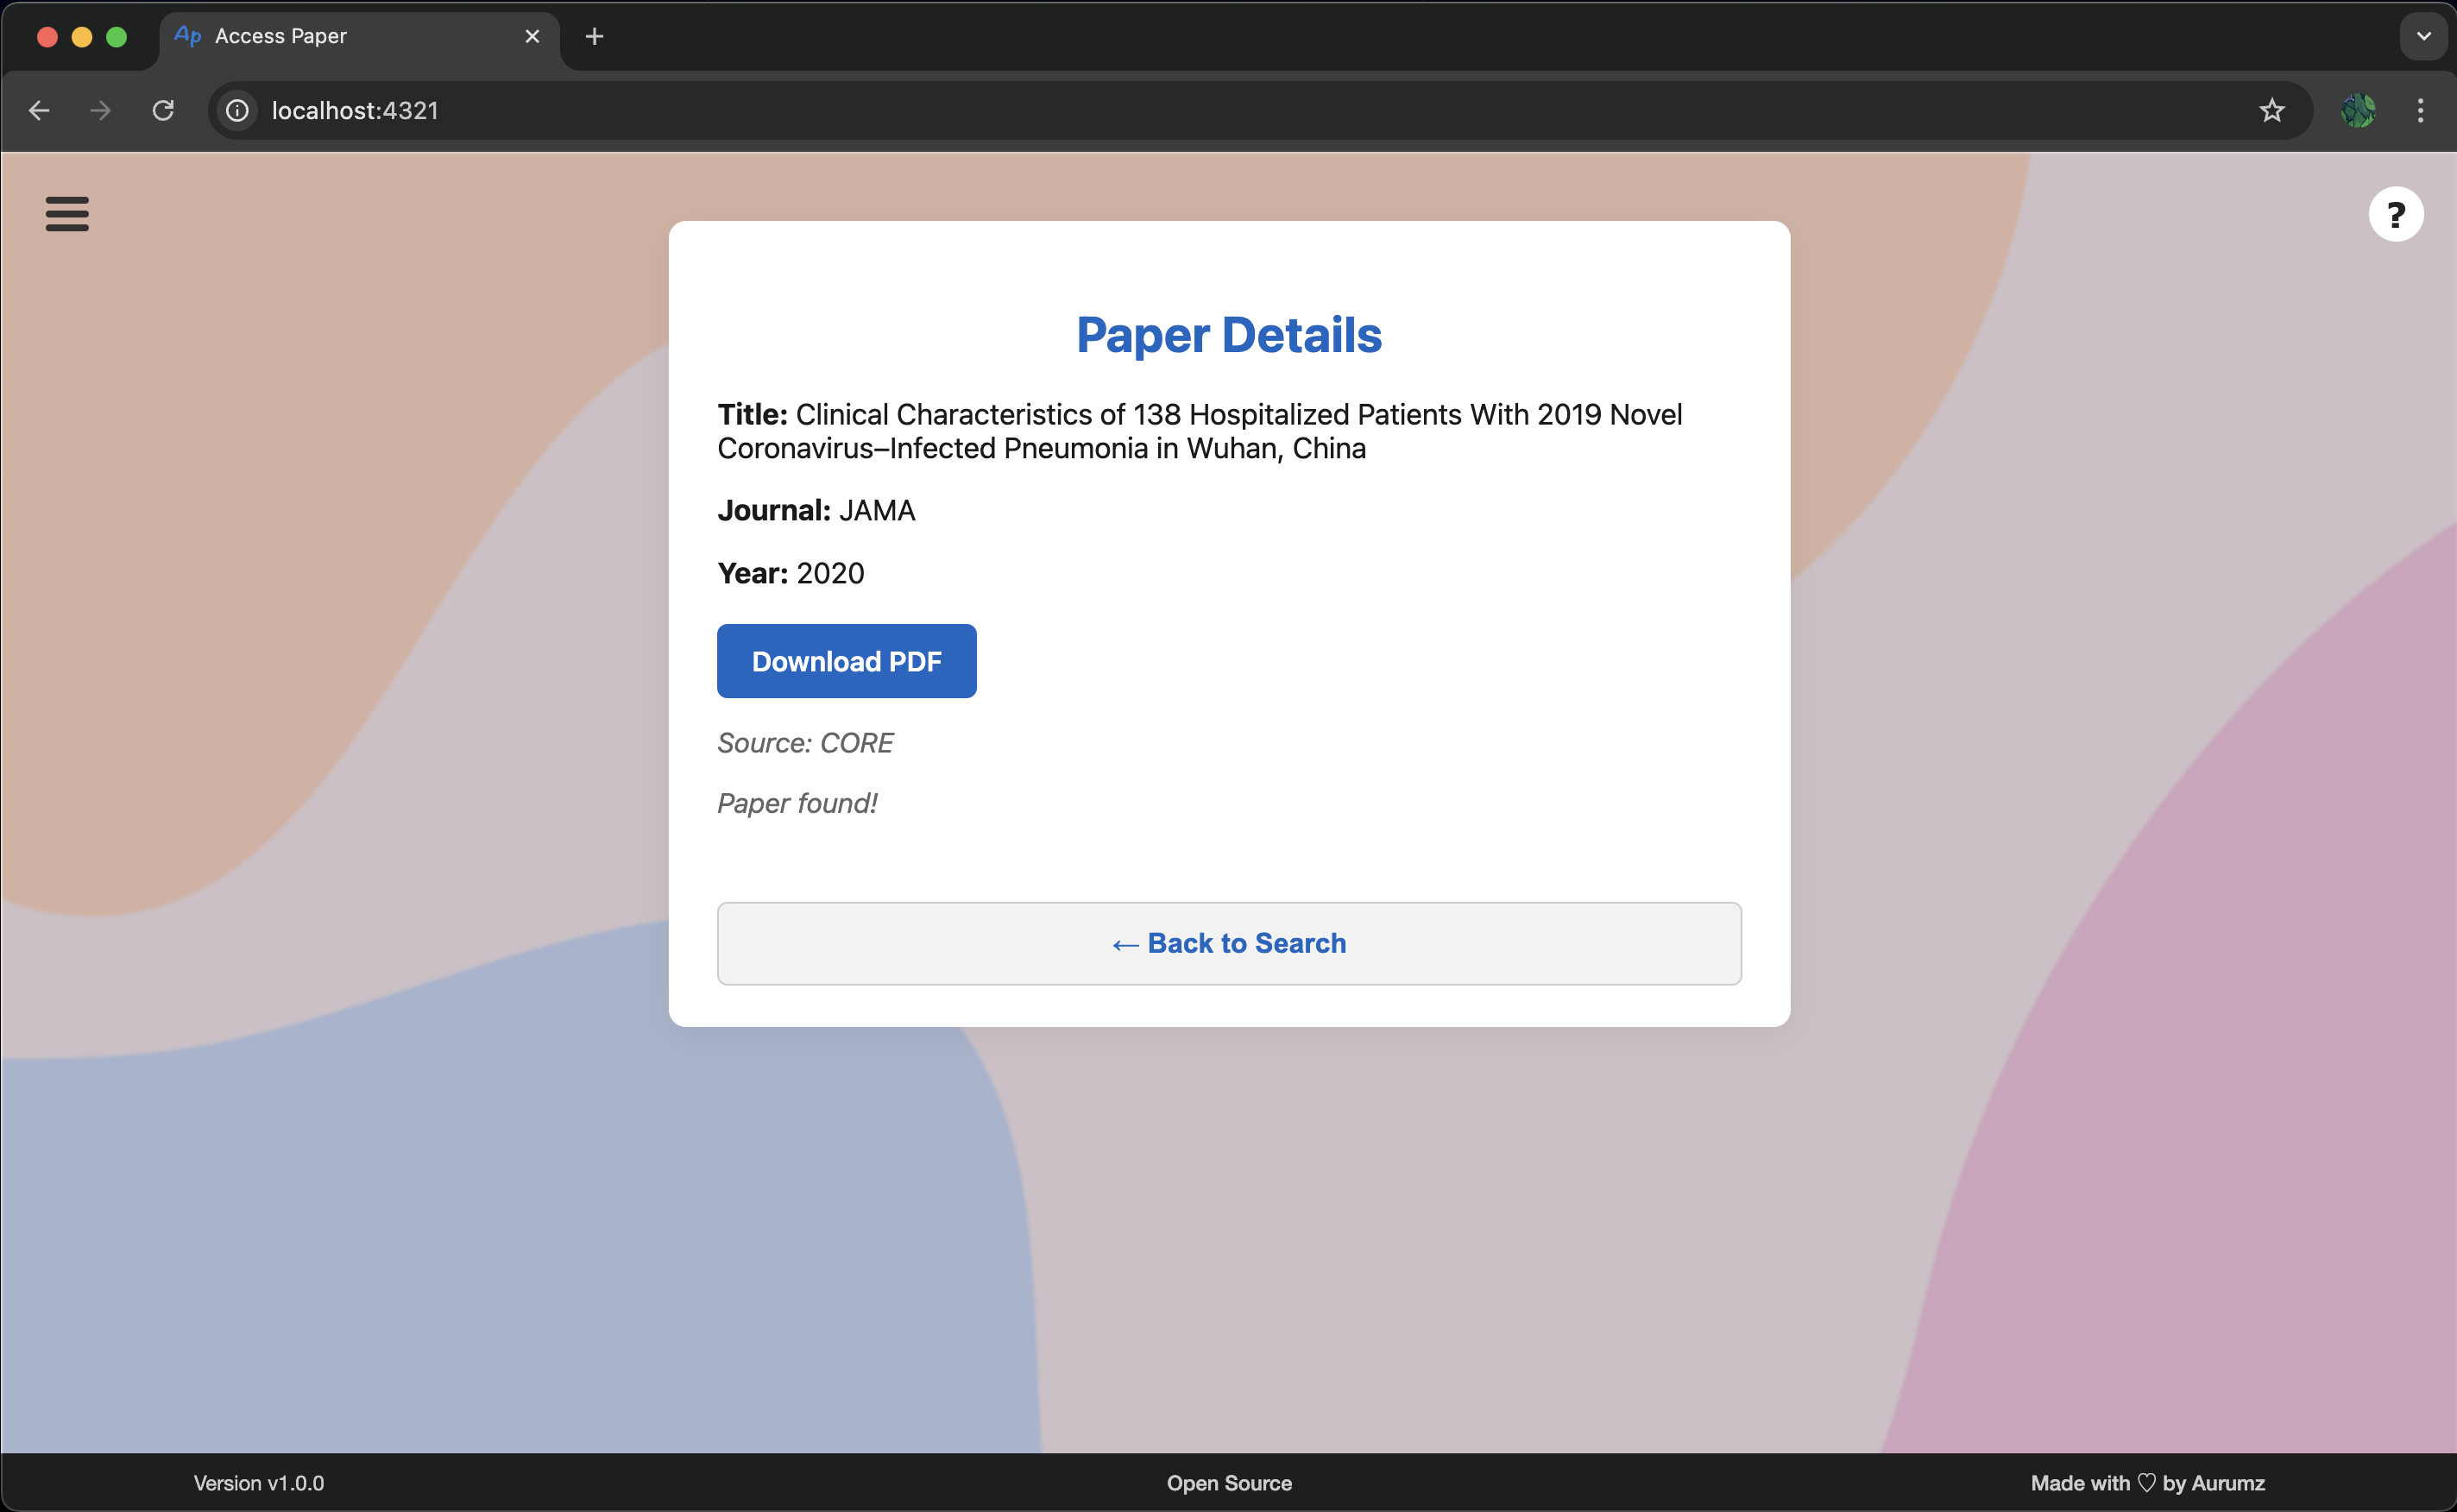 Ap Access Paper
localhost:4321
?
Paper Details
Title: Clinical Characteristics of 138 Hospitalized Patients With 2019 Novel
Coronavirus–Infected Pneumonia in Wuhan, China
Journal: JAMA
Year: 2020
Download PDF
Source: CORE
Paper found!
← Back to Search
Version v1.0.0
Open Source
Made with ♡ by Aurumz